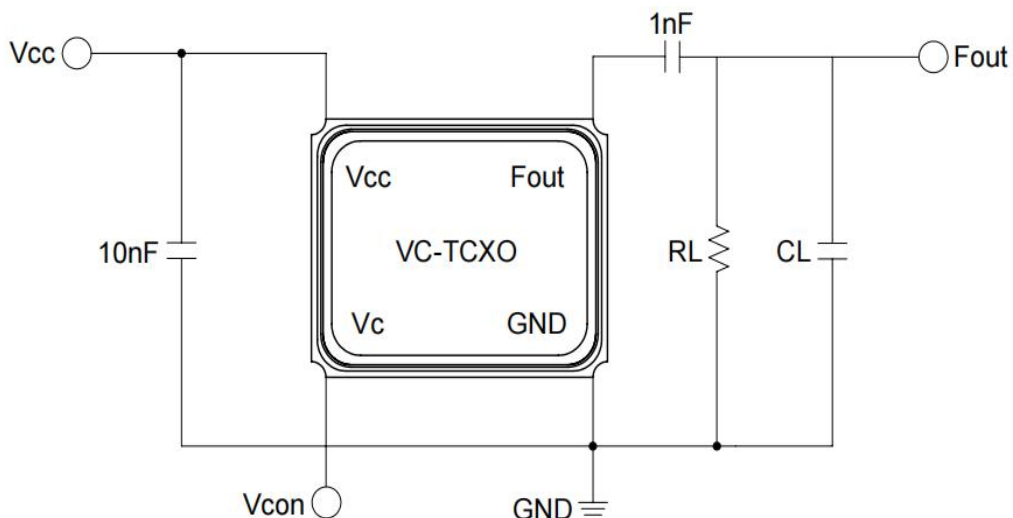 1nF
Vcc
Fout
Vcc Fout
10nF
VC-TCXO
RL
CL
Vc GND
Vcon
GND